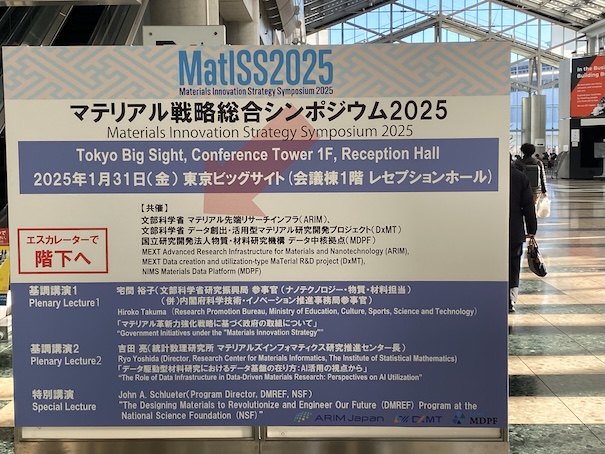 MatISS2025
Materials Innovation Strategy Symposium 2025
マテリアル戦略総合シンポジウム2025
Materials Innovation Strategy Symposium 2025
Tokyo Big Sight, Conference Tower 1F, Reception Hall
2025年1月31日(金) 東京ビッグサイト(会議棟1階 レセプションホール)
【共催】
文部科学省 マテリアル先端リサーチインフラ(ARIM)、
文部科学省 データ創出・活用型マテリアル研究開発プロジェクト(DxMT)
国立研究開発法人物質・材料研究機構 データ中核拠点(MDPF)
MEXT Advanced Research Infrastructure for Materials and Nanotechnology (ARIM),
MEXT Data creation and utilization-type MaTerial R&D project (DxMT),
NIMS Materials Data Platform (MDPF)
エスカレーターで
階下へ
基調講演1 宅間 裕子(文部科学省研究振興局 参事官 (ナノテクノロジー・物質・材料担当)
Plenary Lecture1 (併)内閣府科学技術・イノベーション推進事務局参事官)
Hiroko Takuma (Research Promotion Bureau, Ministry of Education, Culture, Sports, Science and Technology)
「マテリアル革新力強化戦略に基づく政府の取組について」
"Government Initiatives under the "Materials Innovation Strategy""
基調講演2 吉田 亮(統計数理研究所 マテリアルズインフォマティクス研究推進センター長)
Plenary Lecture2 Ryo Yoshida (Director, Research Center for Materials Informatics, The Institute of Statistical Mathematics)
「データ駆動型材料研究におけるデータ基盤の在り方:AI活用の視点から」
"The Role of Data Infrastructure in Data-Driven Materials Research: Perspectives on AI Utilization"
特別講演 John A. Schlueter(Program Director, DMREF, NSF)
Special Lecture "The Designing Materials to Revolutionize and Engineer Our Future (DMREF) Program at the
National Science Foundation (NSF) "
ARIM Japan DxMT MDPF
In the Bus
Building B